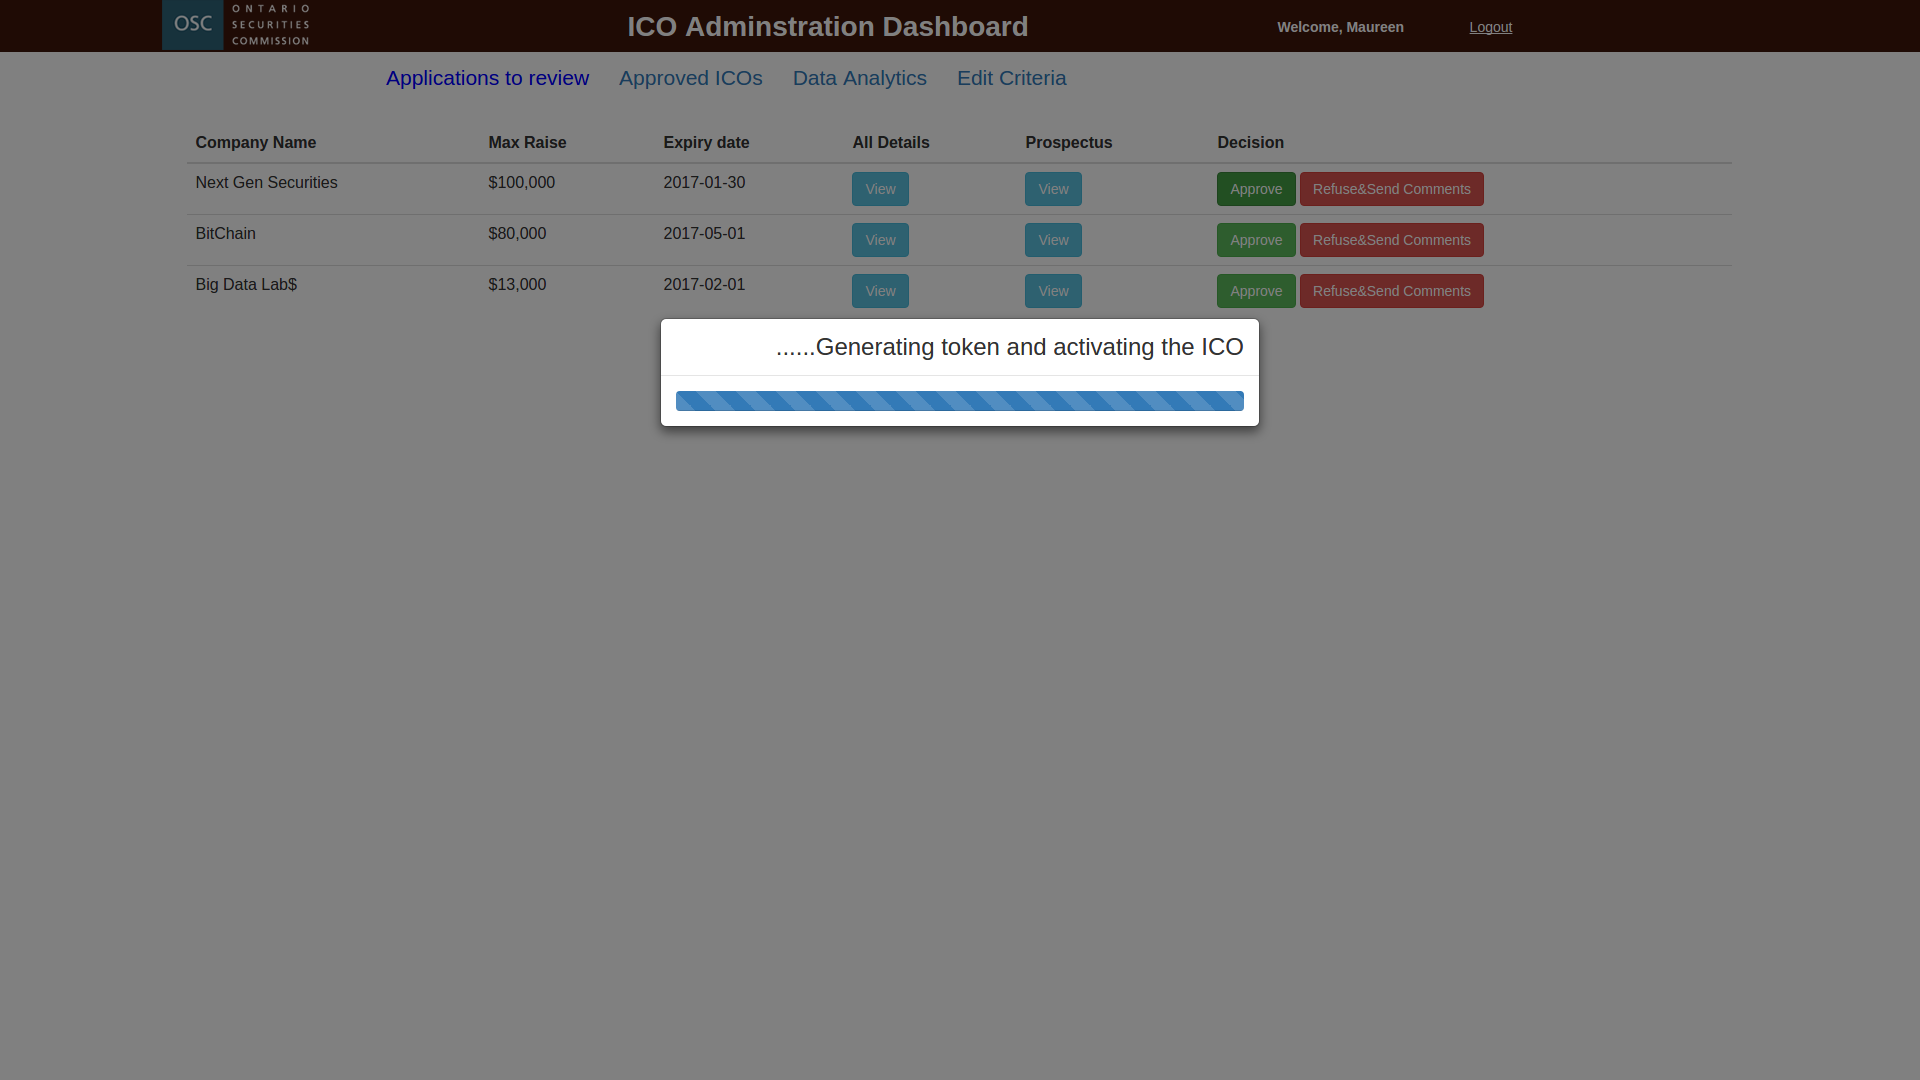 OSC
ONTARIO
SECURITIES
COMMISSION
ICO Adminstration Dashboard
Welcome, Maureen
Logout
Applications to review Approved ICOs Data Analytics Edit Criteria
Company Name Max Raise Expiry date All Details Prospectus Decision
Next Gen Securities $100,000 2017-01-30 View View Approve Refuse&Send Comments
BitChain $80,000 2017-05-01 View View Approve Refuse&Send Comments
Big Data Lab$ $13,000 2017-02-01 View View Approve Refuse&Send Comments
......Generating token and activating the ICO